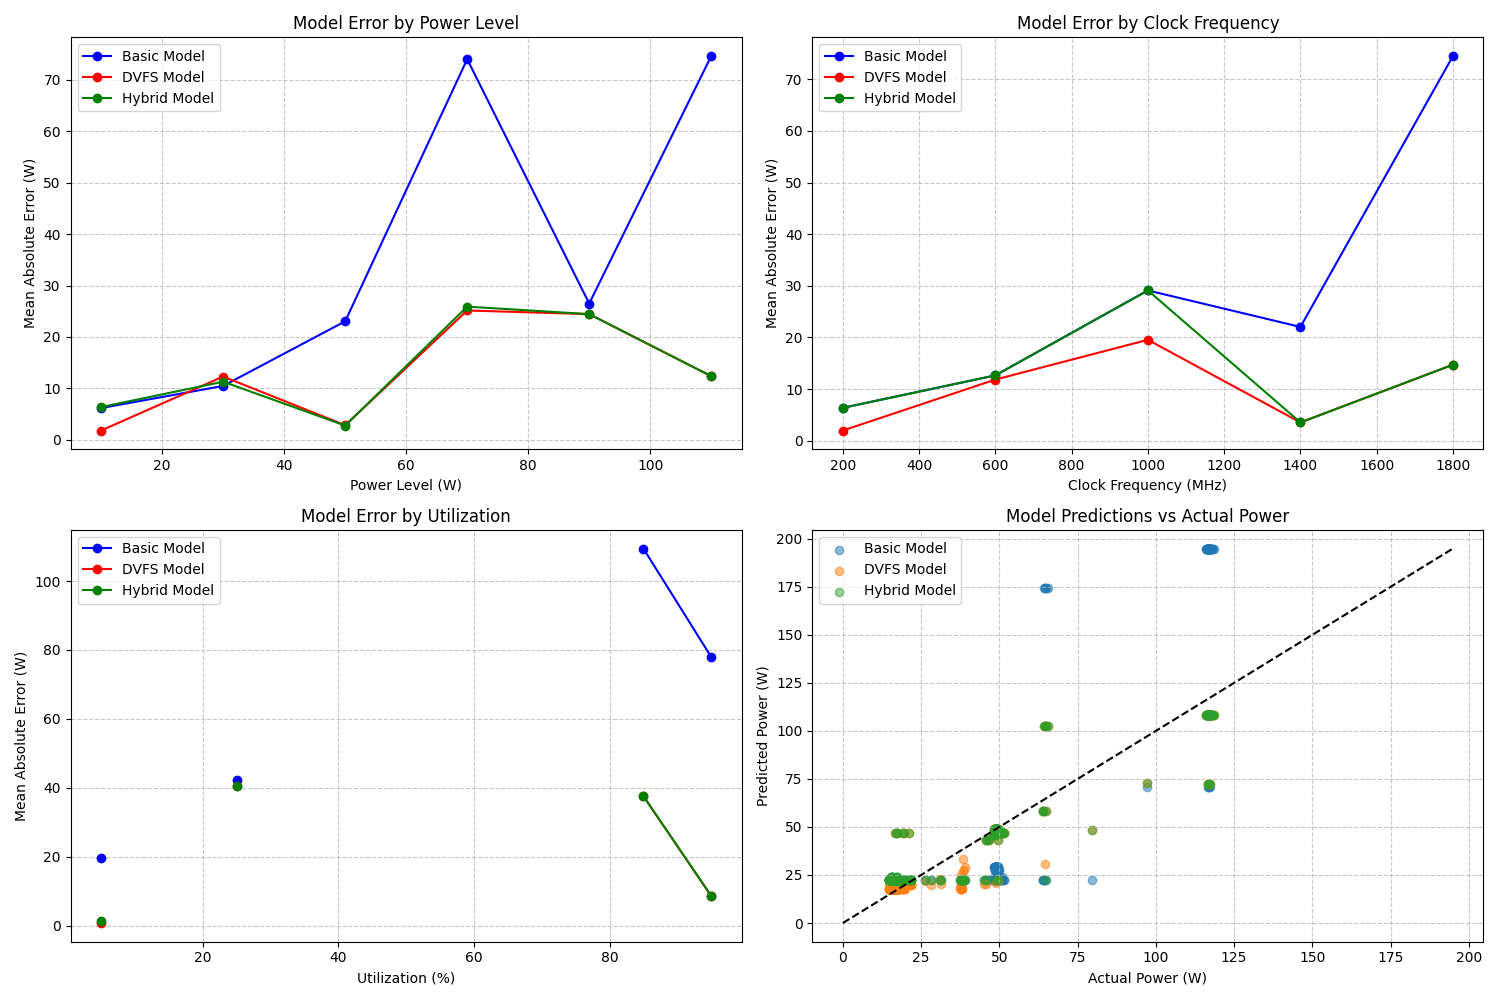 Model Error by Power Level
Basic Model
DVFS Model
Hybrid Model
Mean Absolute Error (W)
70
60
50
40
30
20
10
0
20 40 60 80 100
Power Level (W)
Model Error by Clock Frequency
Basic Model
DVFS Model
Hybrid Model
Mean Absolute Error (W)
70
60
50
40
30
20
10
0
200 400 600 800 1000 1200 1400 1600 1800
Clock Frequency (MHz)
Model Error by Utilization
Basic Model
DVFS Model
Hybrid Model
Mean Absolute Error (W)
100
80
60
40
20
0
20 40 60 80
Utilization (%)
Model Predictions vs Actual Power
Basic Model
DVFS Model
Hybrid Model
Predicted Power (W)
200
175
150
125
100
75
50
25
0
0 25 50 75 100 125 150 175 200
Actual Power (W)